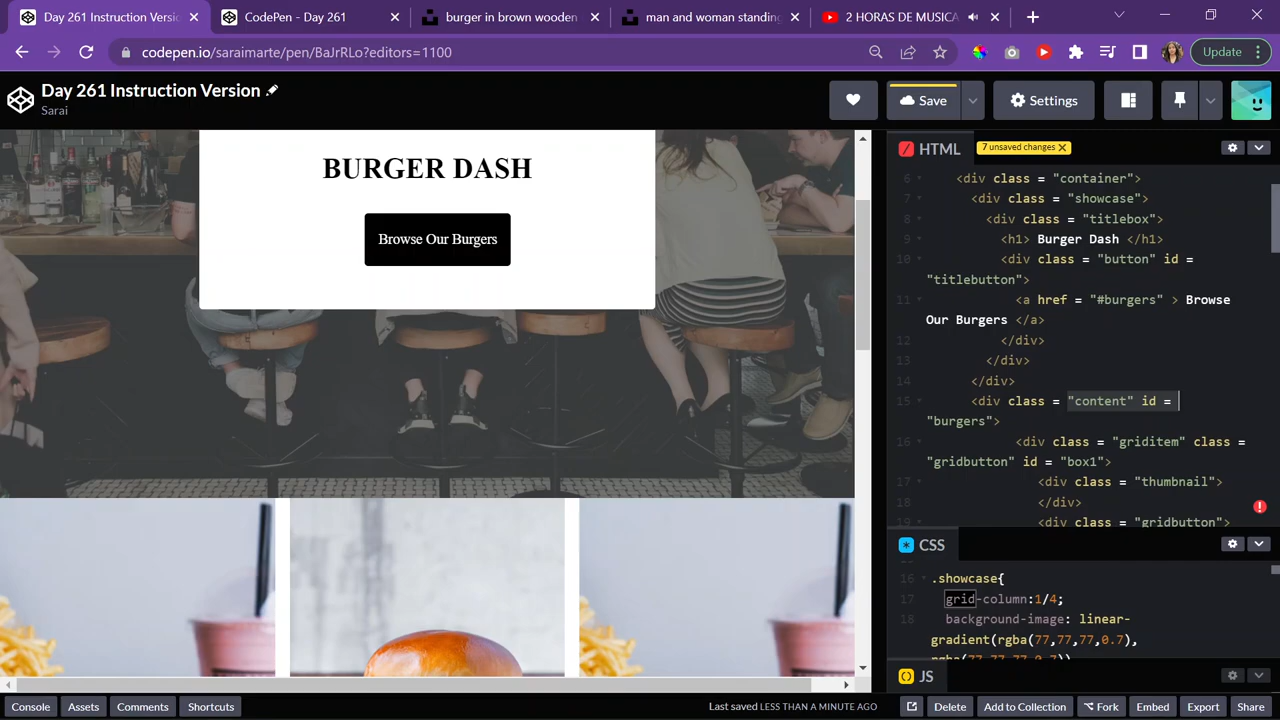 Day 261 Instruction Version
CodePen - Day 261
burger in brown wooden
man and woman standing
2 HORAS DE MUSICA
codepen.io/saraimarte/pen/BaJrRLo?editors=1100
Update
Day 261 Instruction Version
Sarai
Save
Settings
BURGER DASH
Browse Our Burgers
HTML
7 unsaved changes X
6 <div class = "container">
7 <div class = "showcase">
8 <div class = "titlebox">
9 <h1> Burger Dash </h1>
10 <div class = "button" id =
"titlebutton">
11 <a href = "#burgers" > Browse
Our Burgers </a>
12 </div>
13 </div>
14 </div>
15 <div class = "content" id =
"burgers">
16 <div class = "griditem" class =
"gridbutton" id = "box1">
17 <div class = "thumbnail">
18 </div>
19 <div class = "gridbutton">
CSS
16 .showcase{
17 grid-column:1/4;
18 background-image: linear-
gradient(rgba(77,77,77,0.7),
rgba(77,77,77,0.7))
JS
Console
Assets
Comments
Shortcuts
Last saved LESS THAN A MINUTE AGO
Delete
Add to Collection
Fork
Embed
Export
Share